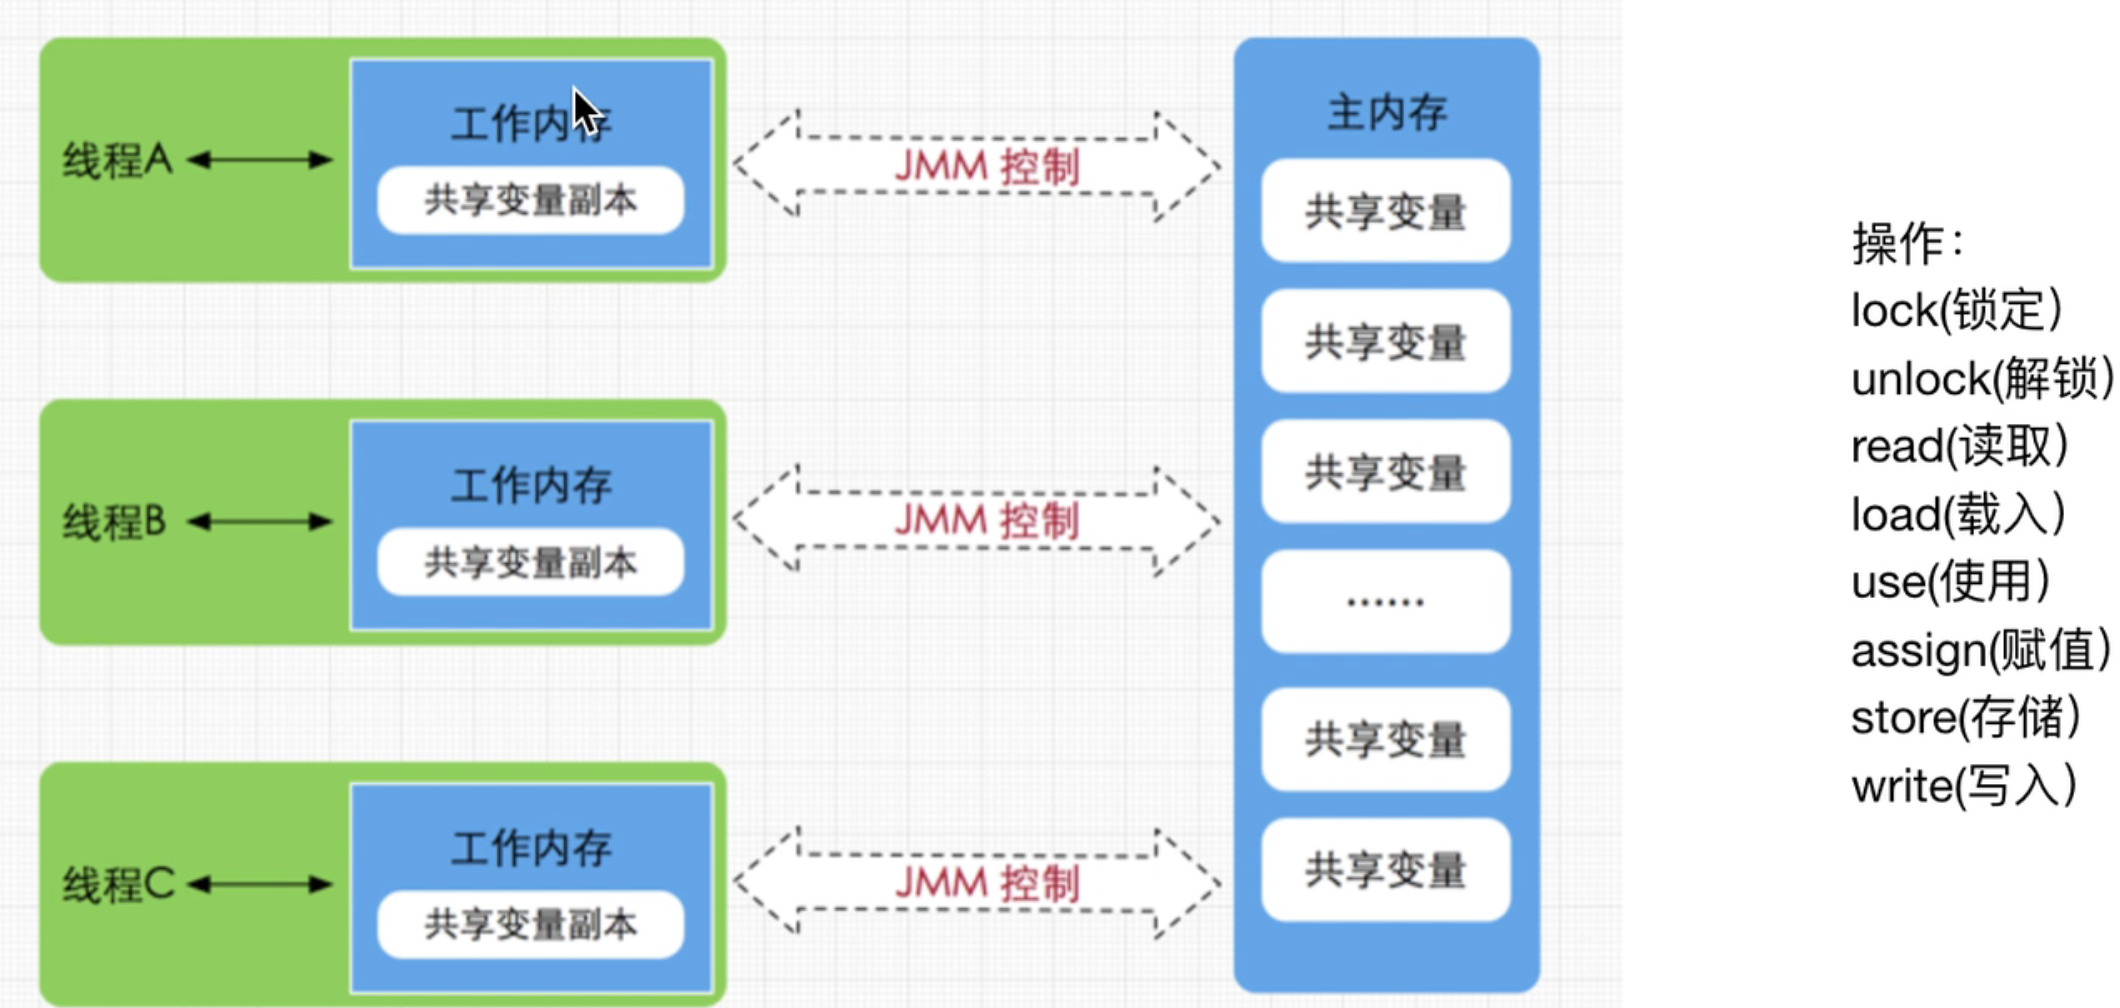 线程A
工作内存
共享变量副本
JMM 控制
线程B
工作内存
共享变量副本
JMM 控制
线程C
工作内存
共享变量副本
JMM 控制
主内存
共享变量
共享变量
共享变量
······
共享变量
共享变量
操作：
lock(锁定）
unlock(解锁）
read(读取）
load(载入）
use(使用）
assign(赋值）
store(存储）
write(写入）